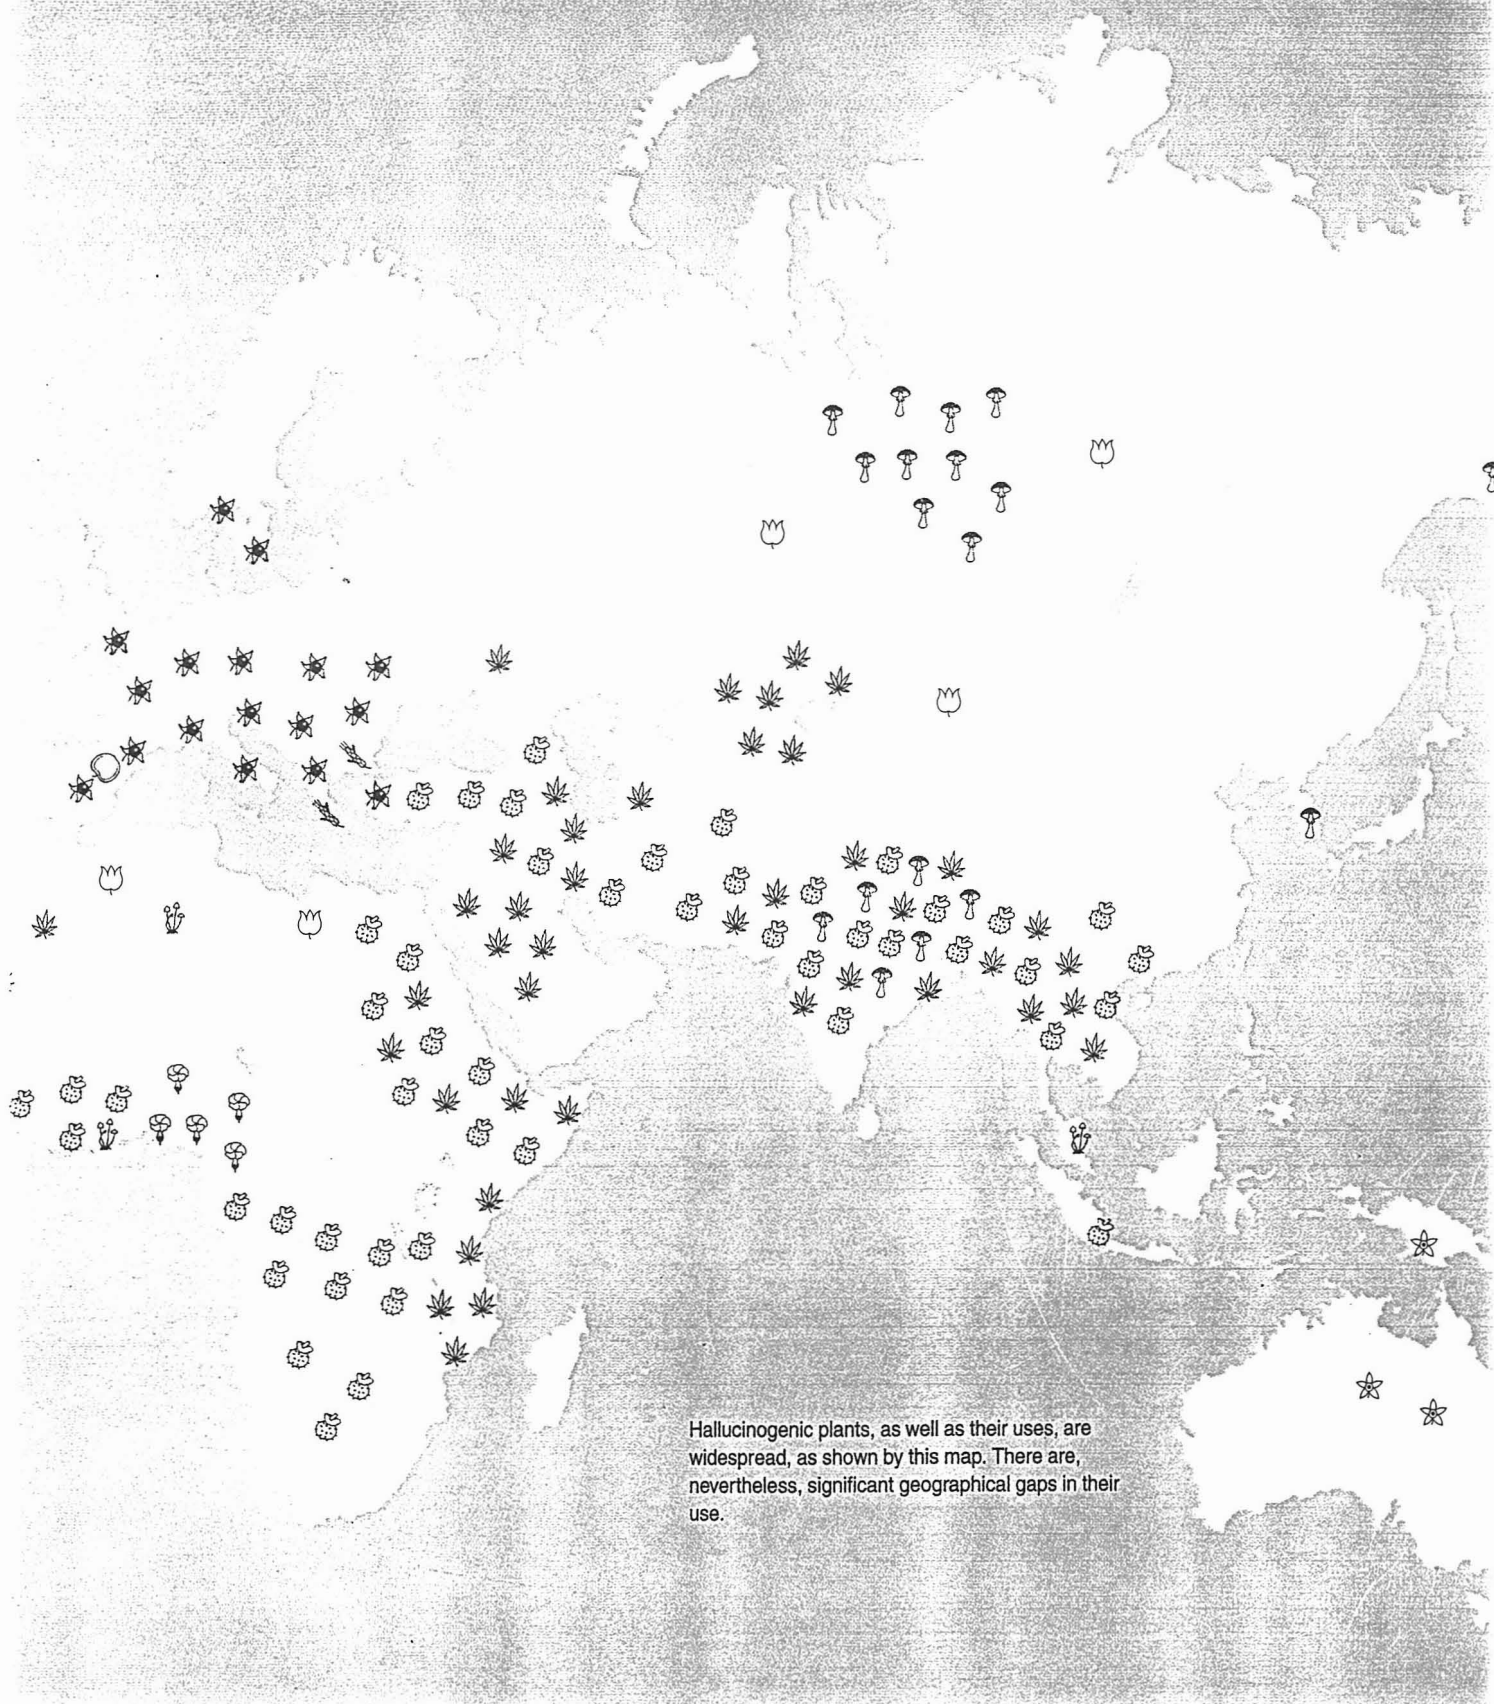 Hallucinogenic plants, as well as their uses, are
widespread, as shown by this map. There are,
nevertheless, significant geographical gaps in their
use.